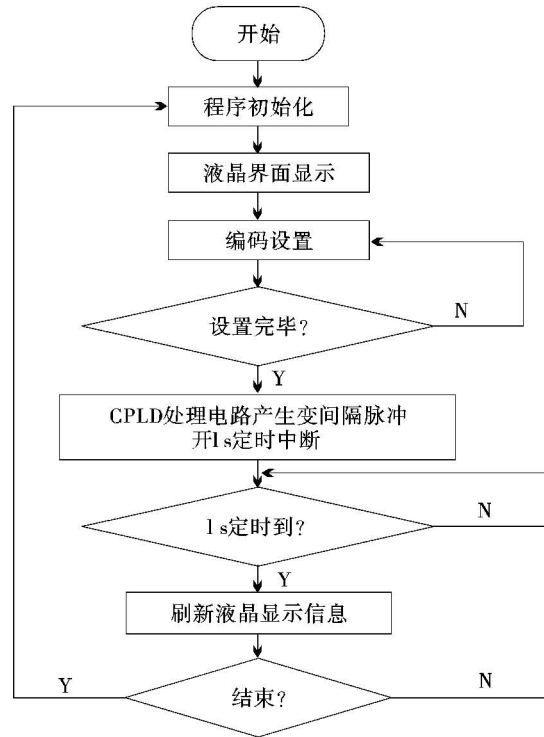 开始
程序初始化
液晶界面显示
编码设置
设置完毕?
N
Y
CPLD处理电路产生变间隔脉冲
开1s定时中断
1s定时到?
N
Y
刷新液晶显示信息
Y
结束?
N